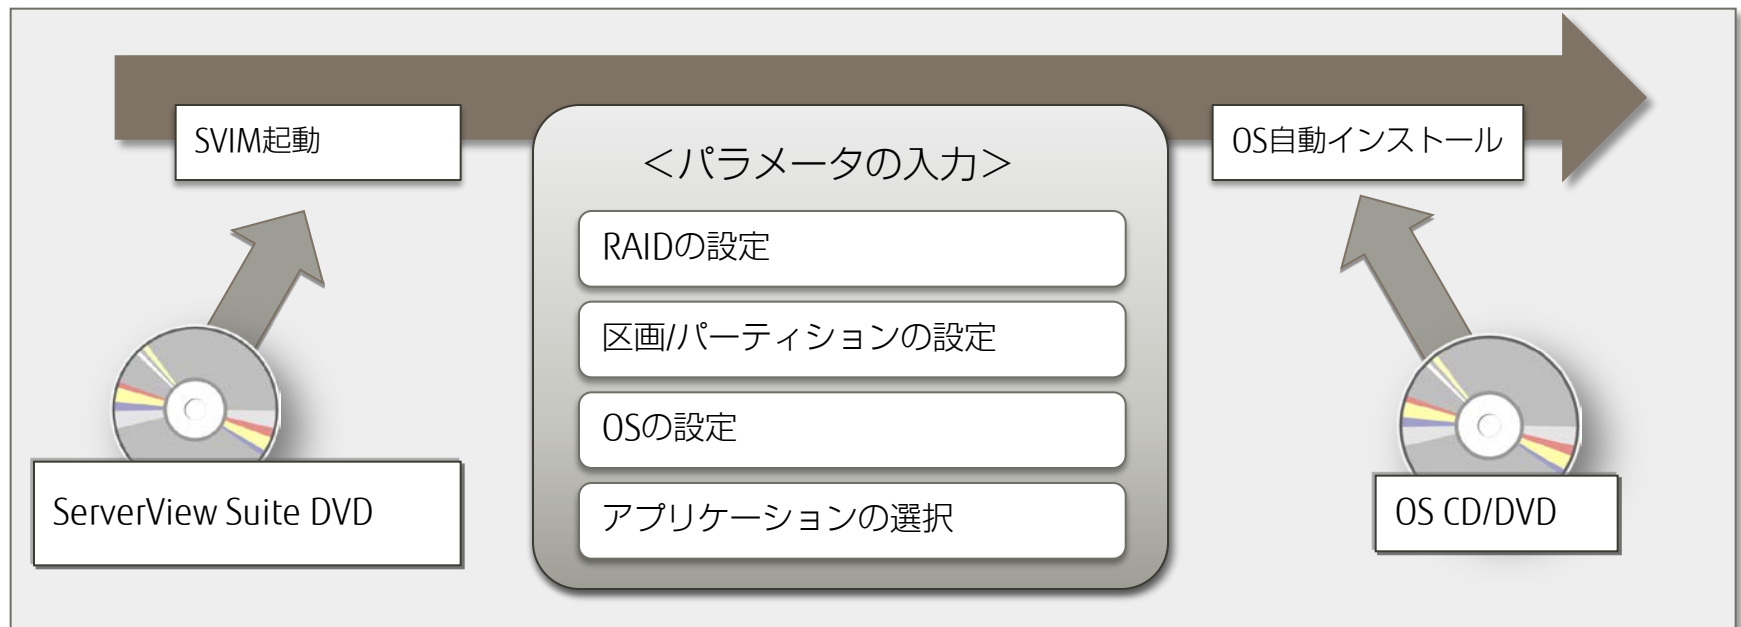 SVIM起動
＜パラメータの入力＞
RAIDの設定
区画/パーティションの設定
OSの設定
アプリケーションの選択
OS自動インストール
ServerView Suite DVD
OS CD/DVD